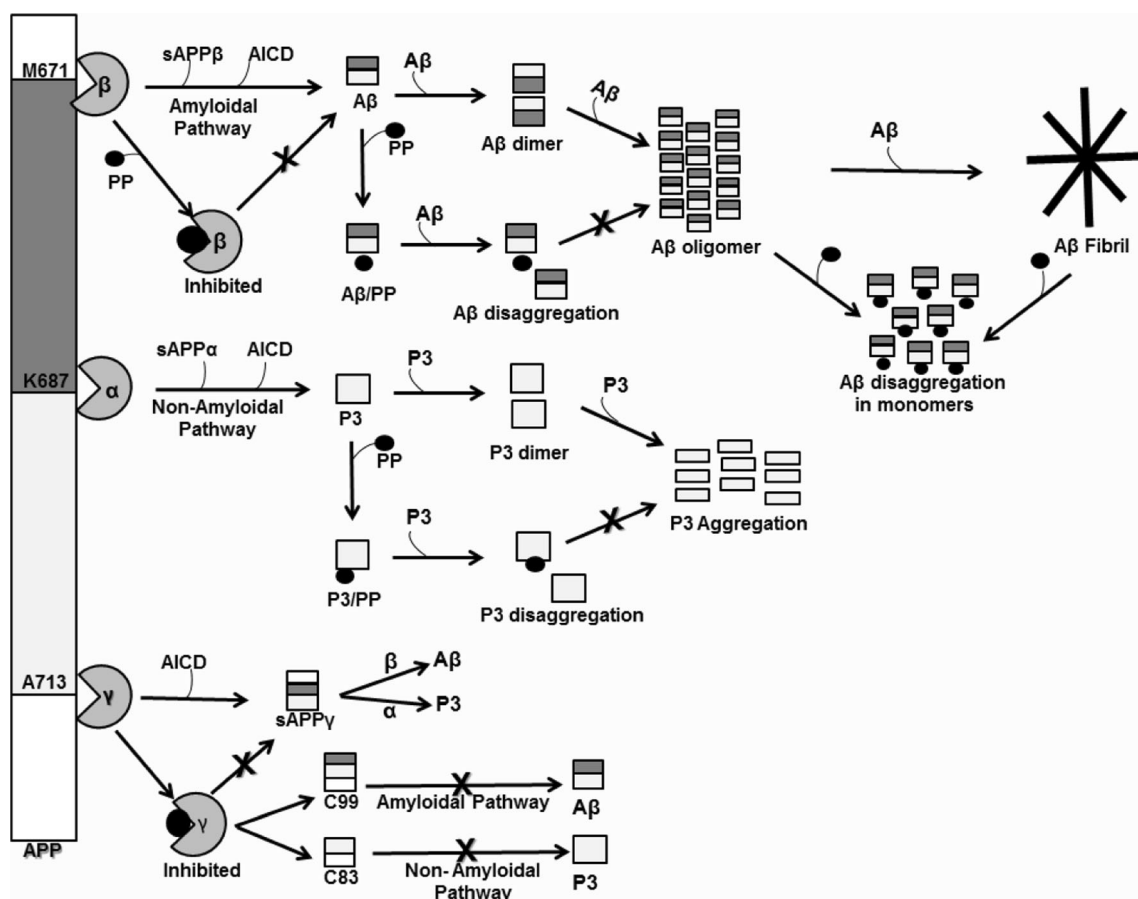 M671
β
sAPPβ
AICD
Amyloidal
Pathway
Aβ
Aβ
Aβ dimer
Aβ
Aβ oligomer
Aβ
Aβ Fibril
PP
β
Inhibited
X
PP
Aβ/PP
Aβ
Aβ disaggregation
X
Aβ disaggregation
in monomers
K687
α
sAPPα
AICD
Non-Amyloidal
Pathway
P3
P3
P3 dimer
P3
P3 Aggregation
PP
P3/PP
P3
P3 disaggregation
X
A713
γ
AICD
sAPPγ
β
Aβ
α
P3
X
γ
Inhibited
C99
X
Amyloidal Pathway
Aβ
C83
X
Non- Amyloidal
Pathway
P3
APP